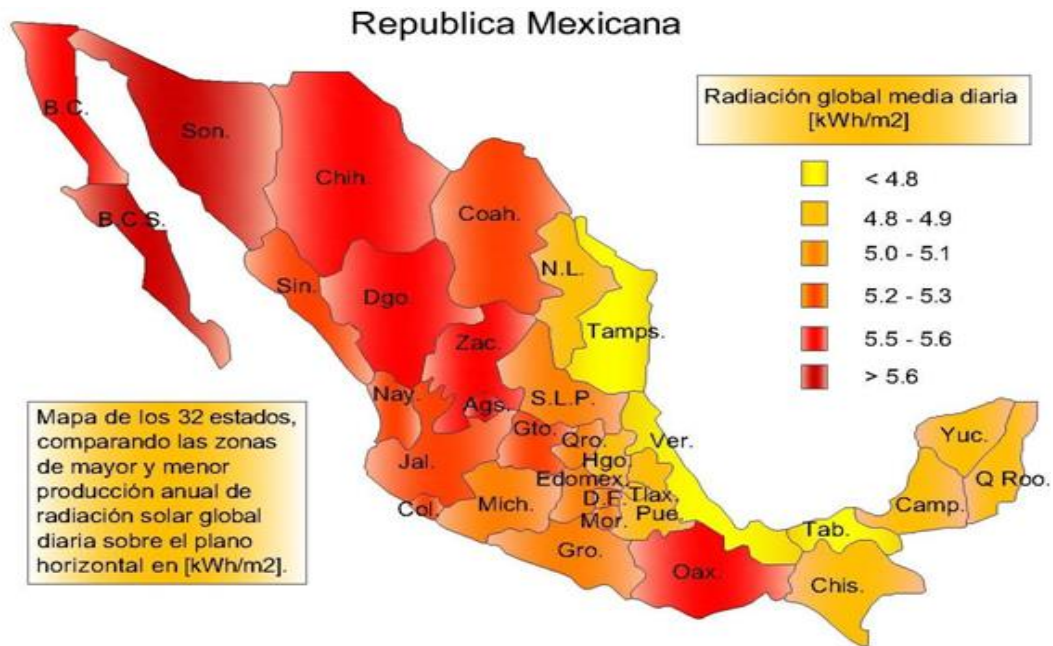 Republica Mexicana
Radiación global media diaria
[kWh/m2]
< 4.8
4.8 - 4.9
5.0 - 5.1
5.2 - 5.3
5.5 - 5.6
> 5.6
B.C.
Son.
Chih.
B.C.S.
Coah.
Sin.
Dgo.
N.L.
Tamps.
Zac.
Nay.
Ags.
S.L.P.
Jal.
Gto.
Qro.
Ver.
Hgo.
Edomex.
Col.
Mich.
D.F.
Tlax.
Mor.
Pue.
Gro.
Oax.
Tab.
Chis.
Yuc.
Q Roo.
Camp.
Mapa de los 32 estados,
comparando las zonas
de mayor y menor
producción anual de
radiación solar global
diaria sobre el plano
horizontal en [kWh/m2].